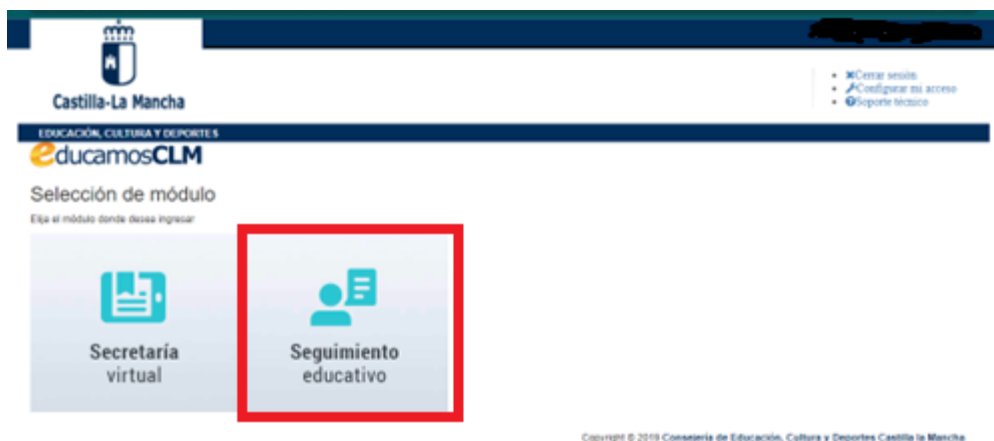 Castilla-La Mancha
Cerrar sesión
Configurar mi acceso
Soporte técnico
EDUCACIÓN, CULTURA Y DEPORTES
educamosCLM
Selección de módulo
Elija el módulo donde desea ingresar
Secretaría
virtual
Seguimiento
educativo
Copyright © 2019 Consejería de Educación, Cultura y Deportes Castilla la Mancha